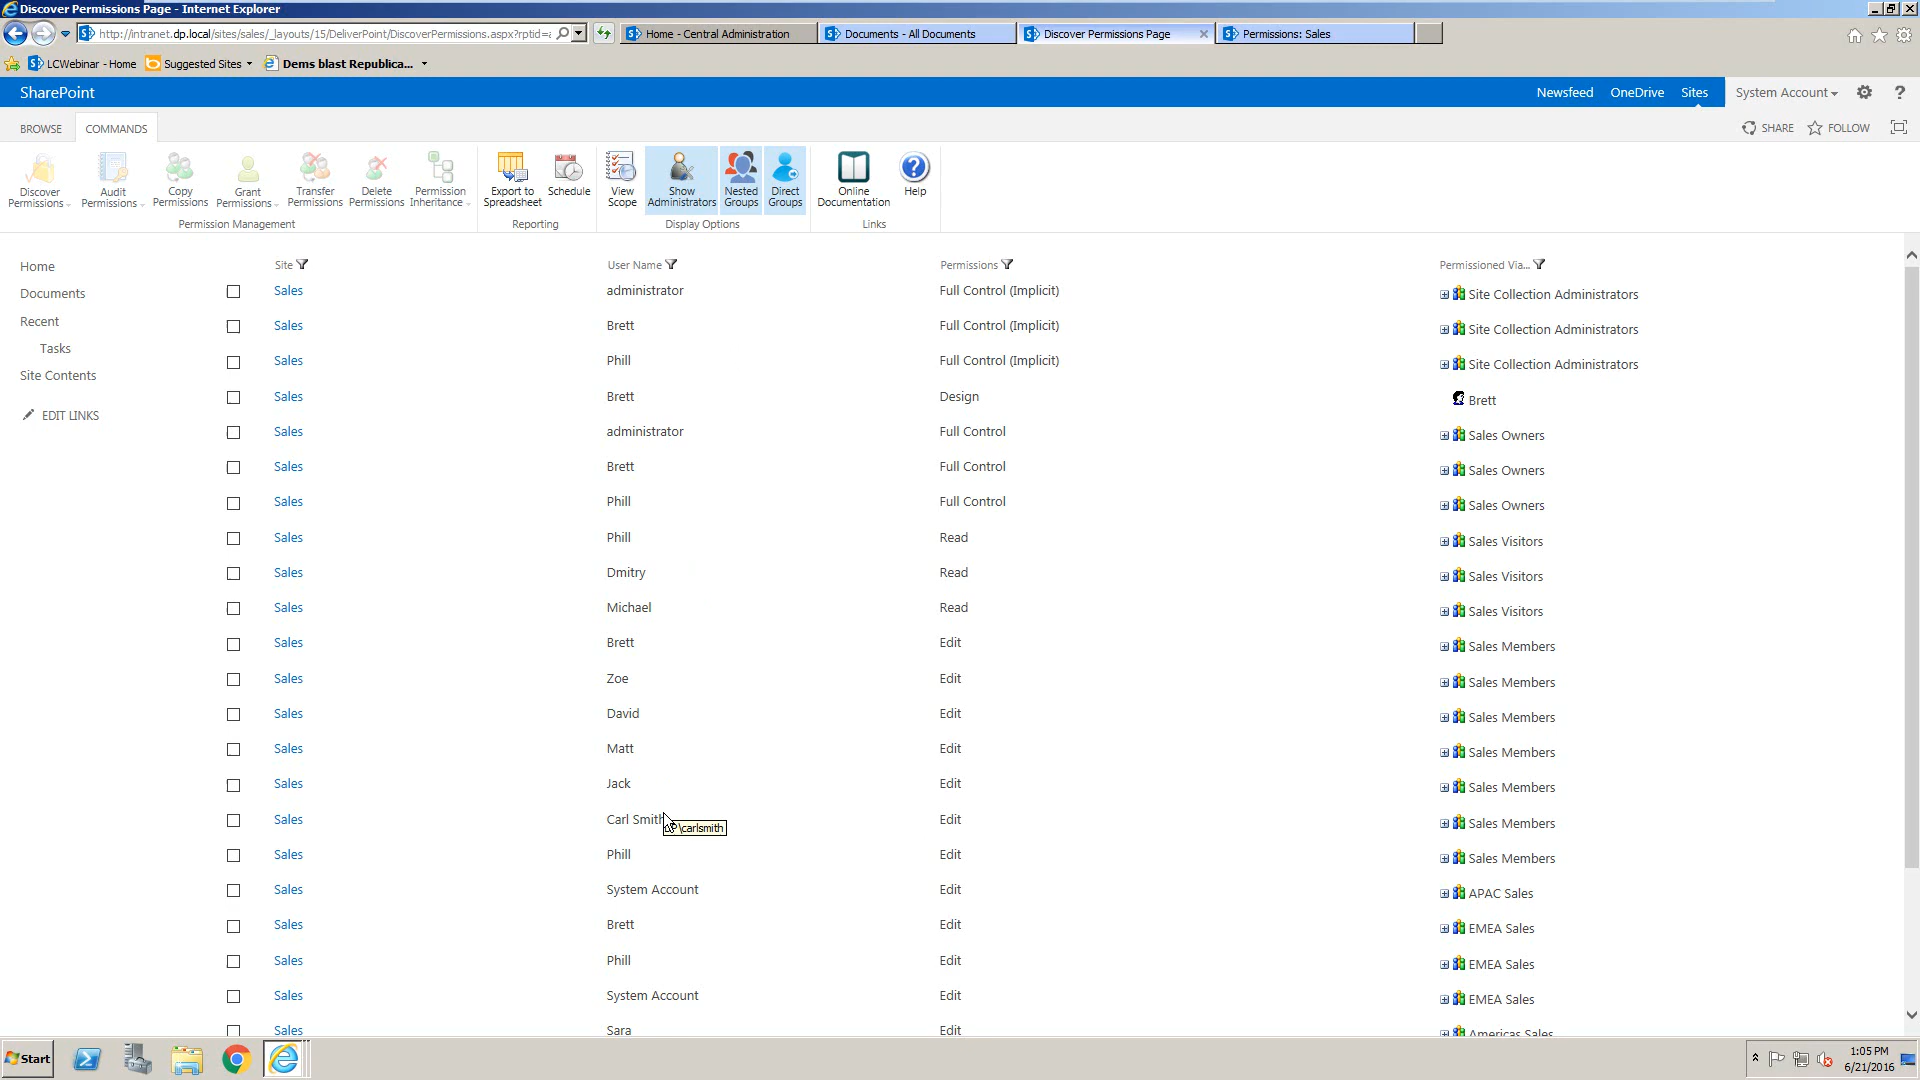 Discover Permissions Page - Internet Explorer
http://intranet.dp.local/sites/sales/_layouts/15/DeliverPoint/DiscoverPermissions.aspx?rptid=
Home - Central Administration
Documents - All Documents
Discover Permissions Page
Permissions: Sales
LCWebinar - Home
Suggested Sites
Dems blast Republica...
SharePoint
Newsfeed OneDrive Sites
System Account
?
BROWSE COMMANDS
SHARE FOLLOW
Discover Permissions
Audit Permissions
Copy Permissions
Grant Permissions
Transfer Permissions
Delete Permissions
Permission Inheritance
Export to Spreadsheet
Schedule
View Scope
Show Administrators
Nested Groups
Direct Groups
Online Documentation
Help
Permission Management
Reporting
Display Options
Links
Home
Documents
Recent
Tasks
Site Contents
EDIT LINKS
Site User Name Permissions Permissioned Via...
Sales administrator Full Control (Implicit) Site Collection Administrators
Sales Brett Full Control (Implicit) Site Collection Administrators
Sales Phill Full Control (Implicit) Site Collection Administrators
Sales Brett Design Brett
Sales administrator Full Control Sales Owners
Sales Brett Full Control Sales Owners
Sales Phill Full Control Sales Owners
Sales Phill Read Sales Visitors
Sales Dmitry Read Sales Visitors
Sales Michael Read Sales Visitors
Sales Brett Edit Sales Members
Sales Zoe Edit Sales Members
Sales David Edit Sales Members
Sales Matt Edit Sales Members
Sales Jack Edit Sales Members
Sales Carl Smith Edit Sales Members
\carlsmith
Sales Phill Edit Sales Members
Sales System Account Edit APAC Sales
Sales Brett Edit EMEA Sales
Sales Phill Edit EMEA Sales
Sales System Account Edit EMEA Sales
Sales Sara Edit Americas Sales
Start
1:05 PM
6/21/2016